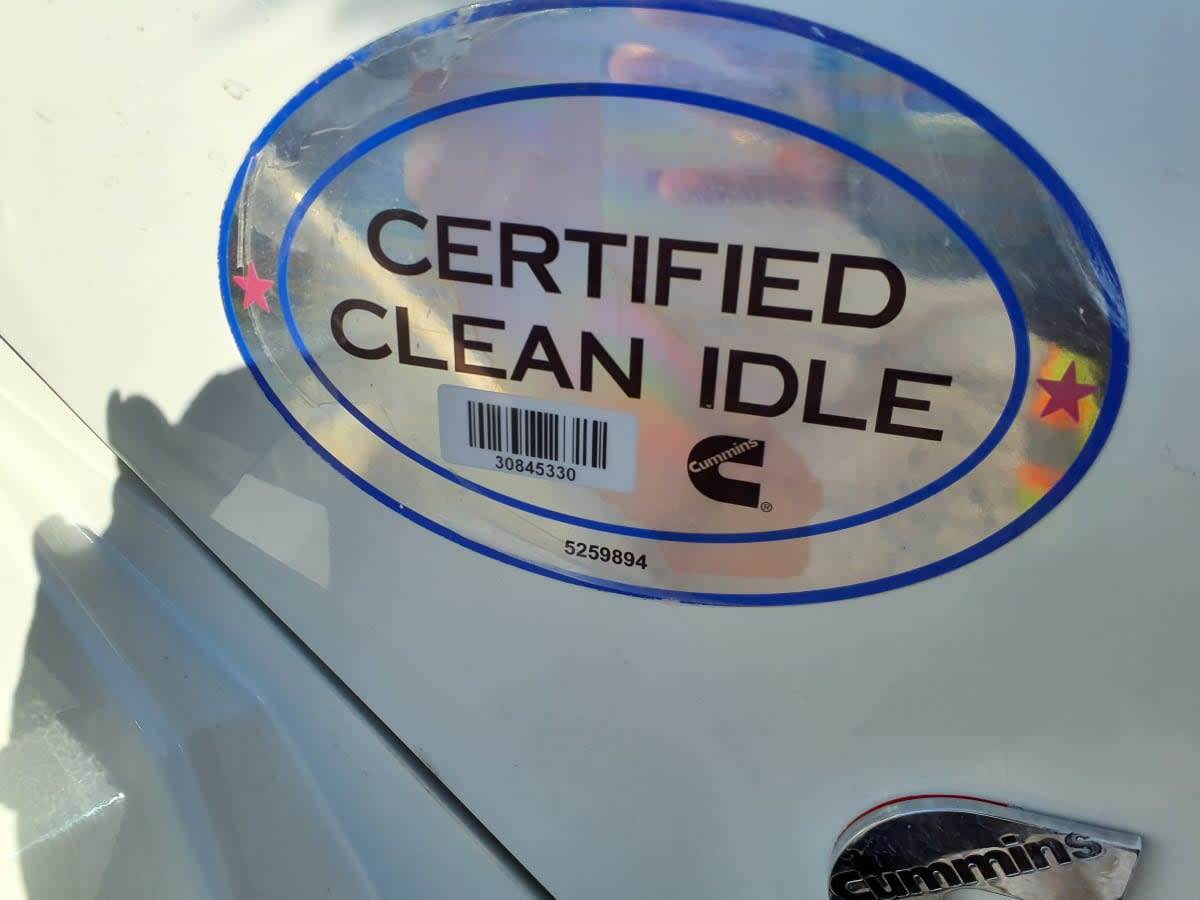 CERTIFIED
CLEAN IDLE
30845330
Cummins
®
5259894
Cummins